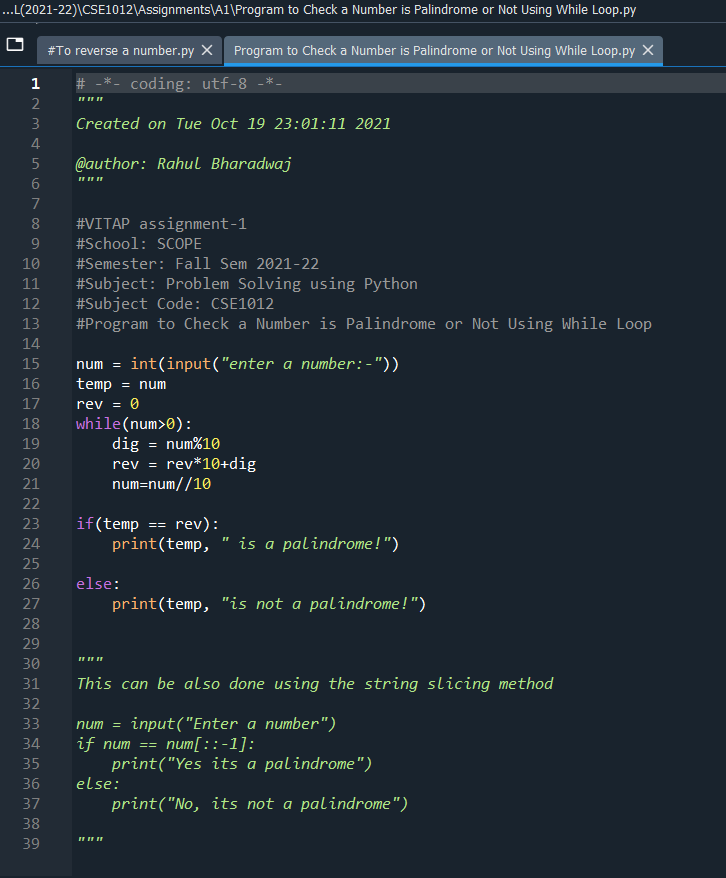 ...L(2021-22)\CSE1012\Assignments\A1\Program to Check a Number is Palindrome or Not Using While Loop.py
#To reverse a number.py Program to Check a Number is Palindrome or Not Using While Loop.py
1 # -*- coding: utf-8 -*-
2 """
3 Created on Tue Oct 19 23:01:11 2021
4
5 @author: Rahul Bharadwaj
6 """
7
8 #VITAP assignment-1
9 #School: SCOPE
10 #Semester: Fall Sem 2021-22
11 #Subject: Problem Solving using Python
12 #Subject Code: CSE1012
13 #Program to Check a Number is Palindrome or Not Using While Loop
14
15 num = int(input("enter a number:-"))
16 temp = num
17 rev = 0
18 while(num>0):
19     dig = num%10
20     rev = rev*10+dig
21     num=num//10
22
23 if(temp == rev):
24     print(temp, " is a palindrome!")
25
26 else:
27     print(temp, "is not a palindrome!")
28
29
30 """
31 This can be also done using the string slicing method
32
33 num = input("Enter a number")
34 if num == num[::-1]:
35     print("Yes its a palindrome")
36 else:
37     print("No, its not a palindrome")
38
39 """